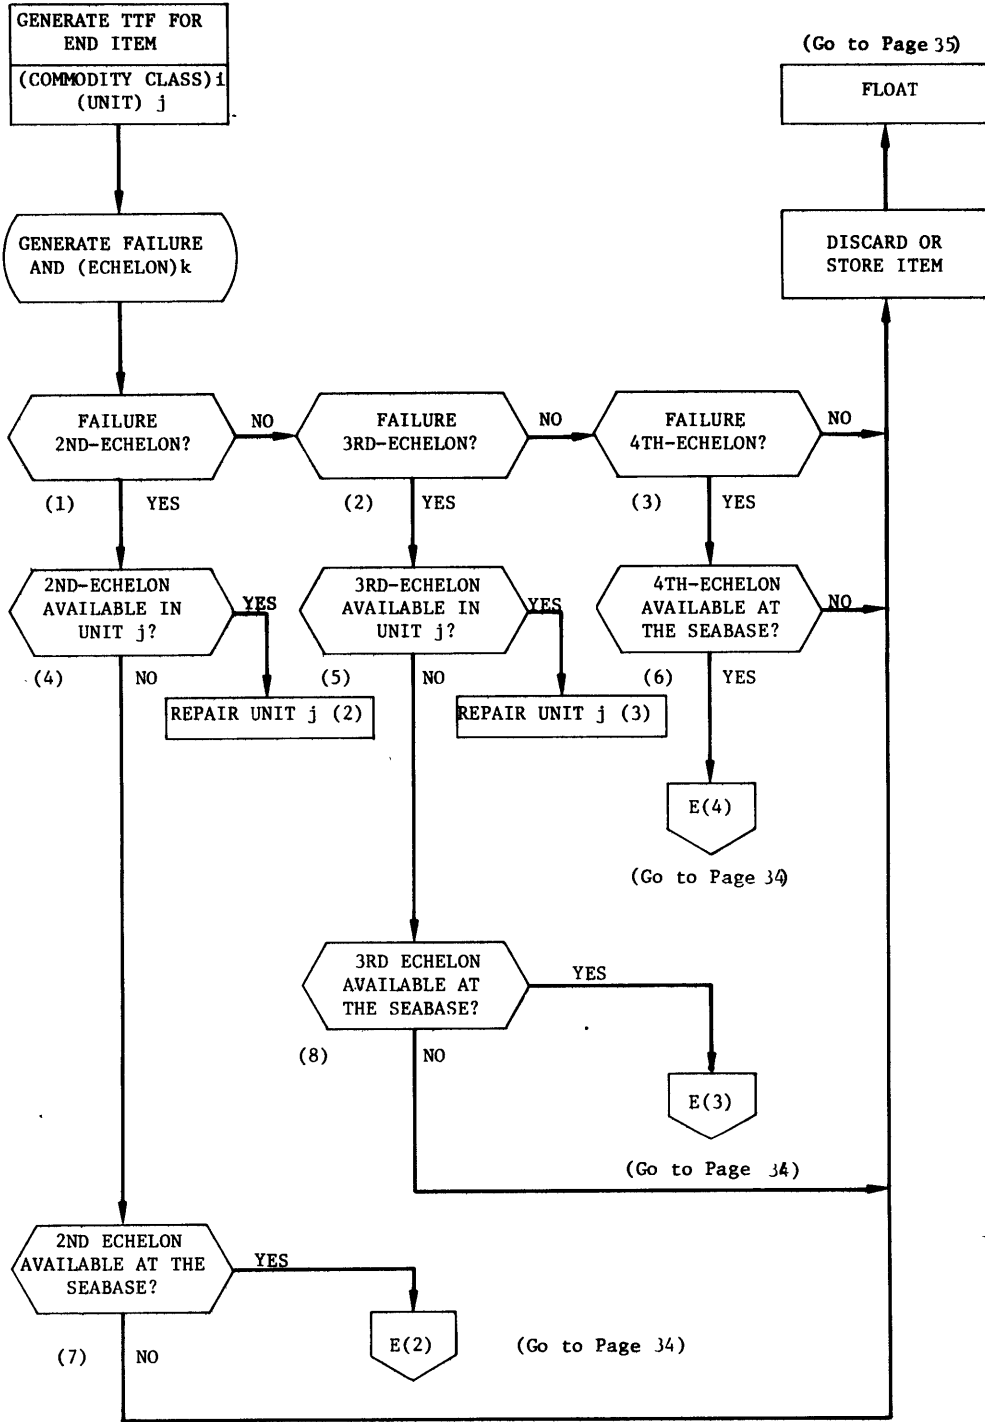 GENERATE TTF FOR
END ITEM
(COMMODITY CLASS)i
(UNIT) j
(Go to Page 35)
FLOAT
GENERATE FAILURE
AND (ECHELON)k
DISCARD OR
STORE ITEM
FAILURE
2ND-ECHELON?
NO
FAILURE
3RD-ECHELON?
NO
FAILURE
4TH-ECHELON?
NO
(1)
YES
(2)
YES
(3)
YES
2ND-ECHELON
AVAILABLE IN
UNIT j?
YES
3RD-ECHELON
AVAILABLE IN
UNIT j?
YES
4TH-ECHELON
AVAILABLE AT
THE SEABASE?
NO
(4)
NO
(5)
NO
(6)
YES
REPAIR UNIT j (2)
REPAIR UNIT j (3)
E(4)
(Go to Page 34)
3RD ECHELON
AVAILABLE AT
THE SEABASE?
YES
(8)
NO
E(3)
(Go to Page 34)
2ND ECHELON
AVAILABLE AT THE
SEABASE?
YES
(7)
NO
E(2)
(Go to Page 34)